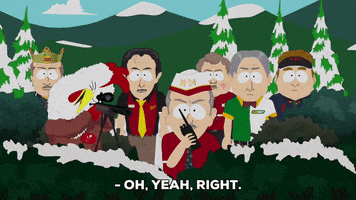 - OH, YEAH, RIGHT.